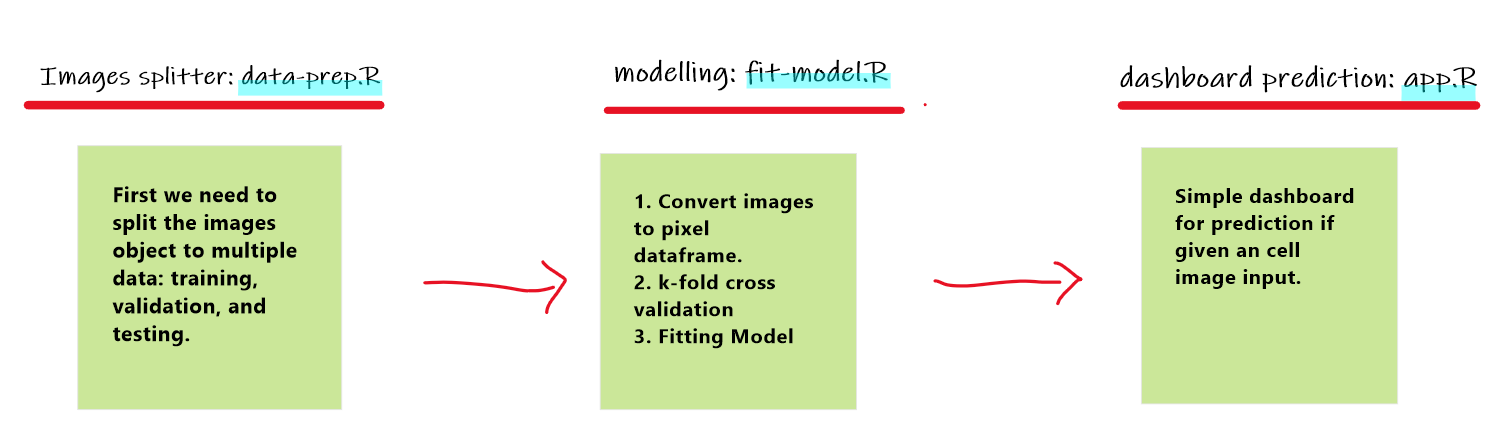 Images splitter: data-prep.R
First we need to
split the images
object to multiple
data: training,
validation, and
testing.
modelling: fit-model.R
1. Convert images
to pixel
dataframe.
2. k-fold cross
validation
3. Fitting Model
dashboard prediction: app.R
Simple dashboard
for prediction if
given an cell
image input.